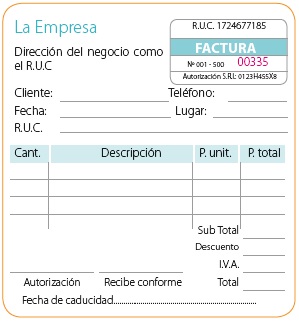 La Empresa
R.U.C. 1724677185
Dirección del negocio como
el R.U.C
FACTURA
Nº 001 - 500 00335
Autorización S.R.I.: 0123H455X8
Cliente: Teléfono:
Fecha: Lugar:
R.U.C.
Cant. Descripción P. unit. P. total
Sub Total
Descuento
I.V.A.
Autorización Recibe conforme Total
Fecha de caducidad